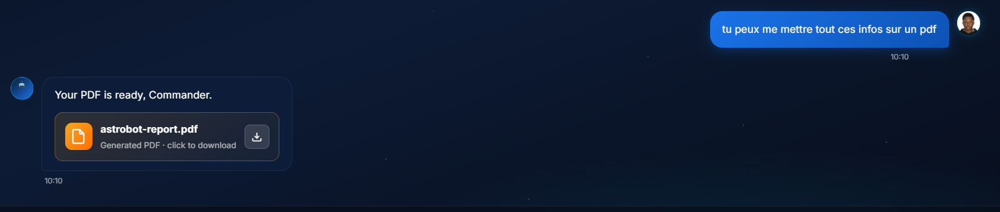 tu peux me mettre tout ces infos sur un pdf
10:10
Your PDF is ready, Commander.
astrobot-report.pdf
Generated PDF · click to download
10:10